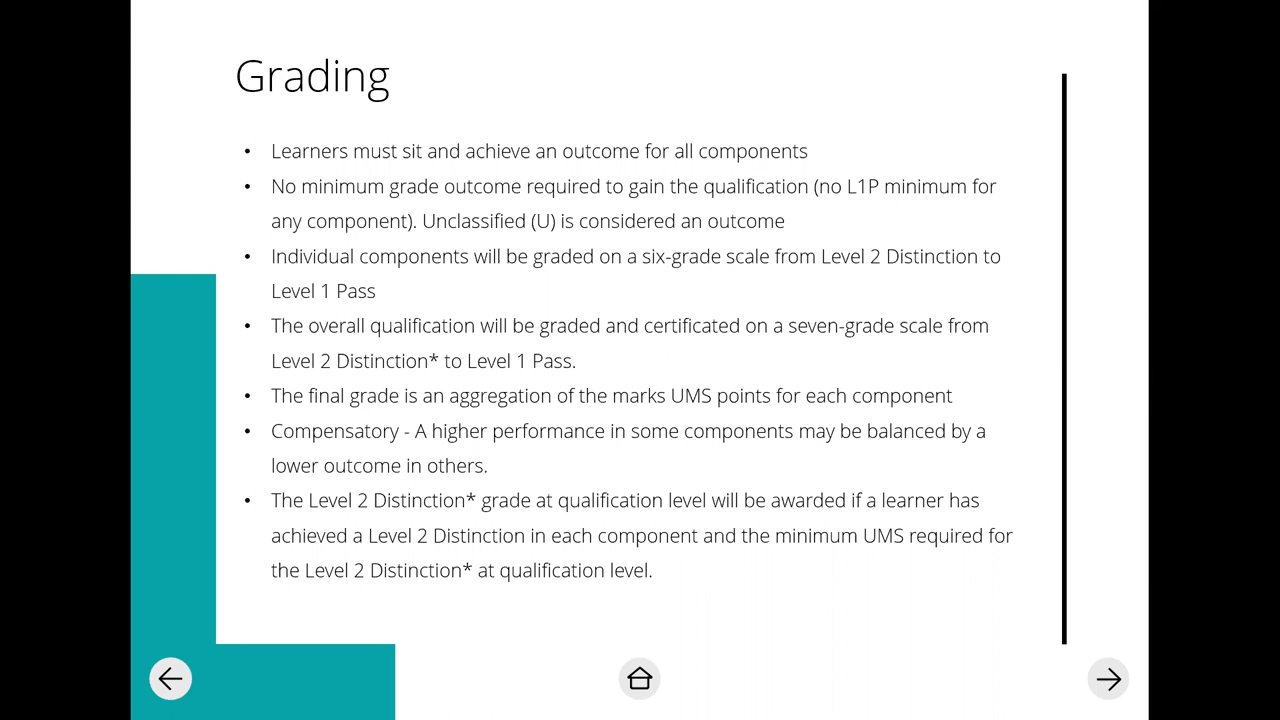 Grading
• Learners must sit and achieve an outcome for all components
• No minimum grade outcome required to gain the qualification (no L1P minimum for
any component). Unclassified (U) is considered an outcome
• Individual components will be graded on a six-grade scale from Level 2 Distinction to
Level 1 Pass
• The overall qualification will be graded and certificated on a seven-grade scale from
Level 2 Distinction* to Level 1 Pass.
• The final grade is an aggregation of the marks UMS points for each component
• Compensatory - A higher performance in some components may be balanced by a
lower outcome in others.
• The Level 2 Distinction* grade at qualification level will be awarded if a learner has
achieved a Level 2 Distinction in each component and the minimum UMS required for
the Level 2 Distinction* at qualification level.